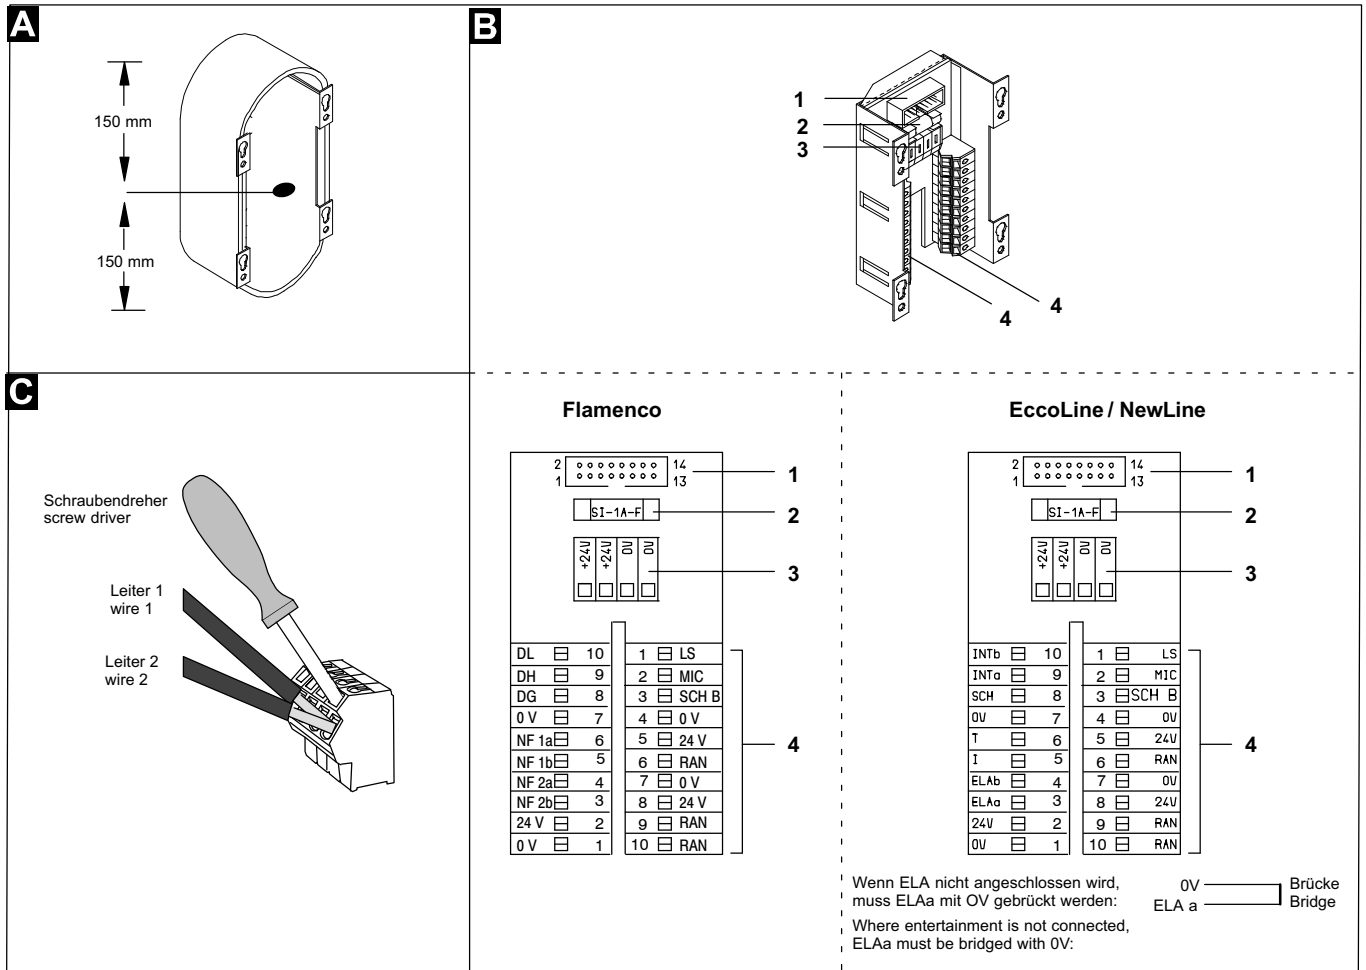 A
150 mm
150 mm
B
1
2
3
4
4
C
Schraubendreher
screw driver
Leiter 1
wire 1
Leiter 2
wire 2
Flamenco
2 14
1 13
1
SI-1A-F
2
+24V +24V 0V 0V
3
DL 10 1 LS
DH 9 2 MIC
DG 8 3 SCH B
0 V 7 4 0 V
NF 1a 6 5 24 V
NF 1b 5 6 RAN
NF 2a 4 7 0 V
NF 2b 3 8 24 V
24 V 2 9 RAN
0 V 1 10 RAN
4
EccoLine / NewLine
2 14
1 13
1
SI-1A-F
2
+24V +24V 0V 0V
3
INTb 10 1 LS
INTa 9 2 MIC
SCH 8 3 SCH B
0V 7 4 0V
T 6 5 24V
I 5 6 RAN
ELAb 4 7 0V
ELAa 3 8 24V
24V 2 9 RAN
0V 1 10 RAN
4
Wenn ELA nicht angeschlossen wird,
muss ELAa mit OV gebrückt werden:
Where entertainment is not connected,
ELAa must be bridged with 0V:
0V
ELA a
Brücke
Bridge